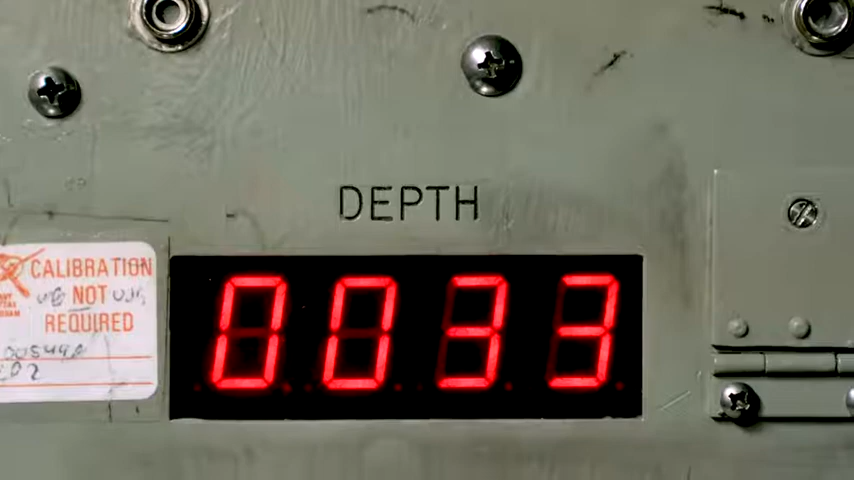 DEPTH
CALIBRATION
NOT
REQUIRED
0033